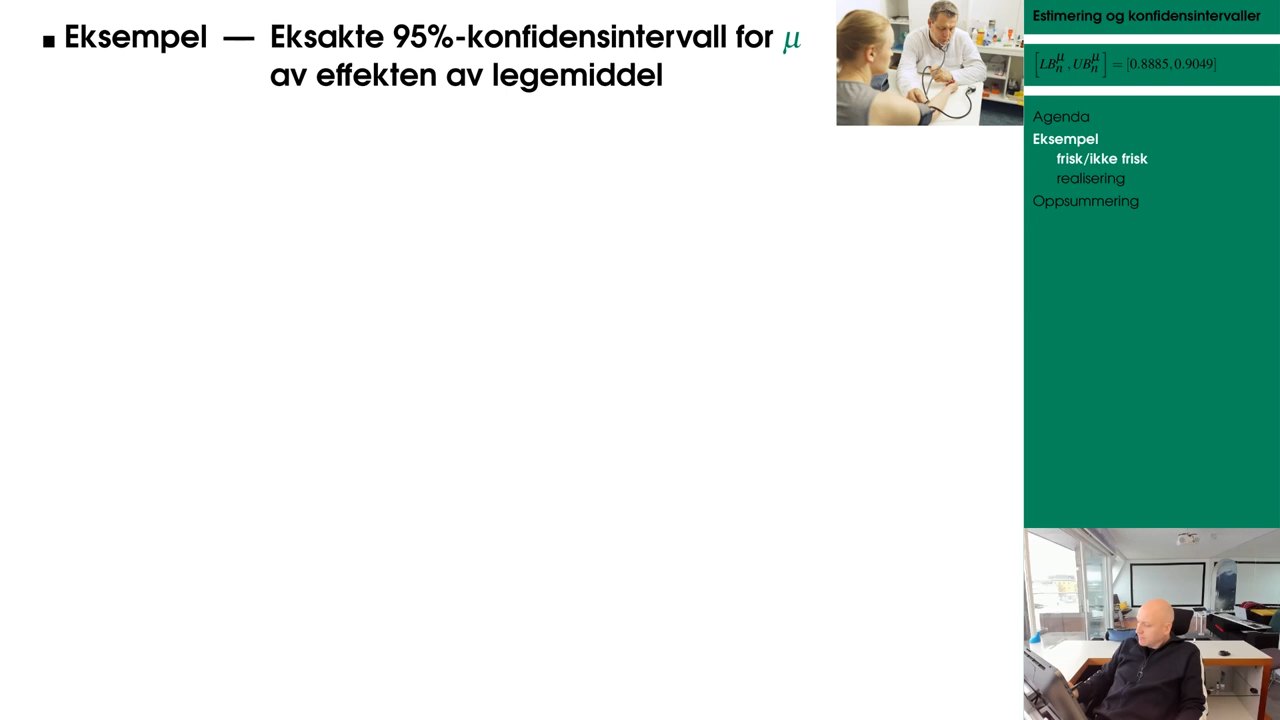 ▪ Eksempel — Eksakte 95%-konfidensintervall for μ
av effekten av legemiddel
Estimering og konfidensintervaller
[LB_n^μ, UB_n^μ] = [0.8885, 0.9049]
Agenda
Eksempel
frisk/ikke frisk
realisering
Oppsummering